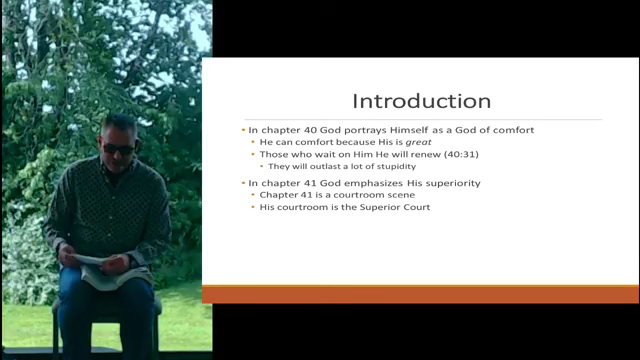 Introduction
• In chapter 40 God portrays Himself as a God of comfort
• He can comfort because His is great
• Those who wait on Him He will renew (40:31)
• They will outlast a lot of stupidity
• In chapter 41 God emphasizes His superiority
• Chapter 41 is a courtroom scene
• His courtroom is the Superior Court